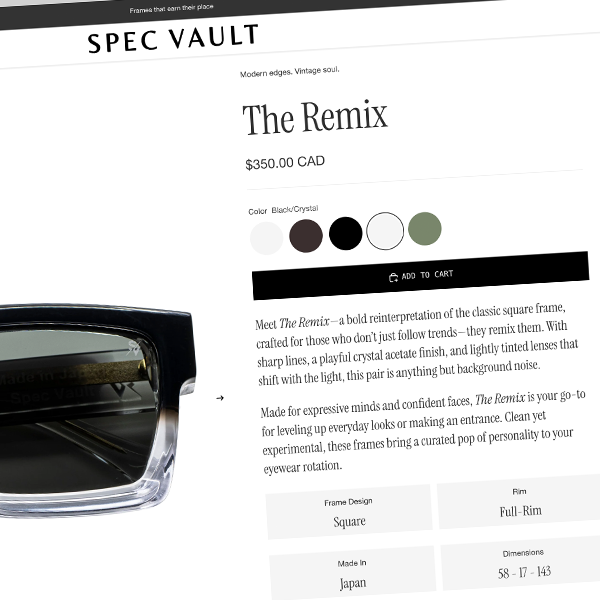 Frames that earn their place
SPEC VAULT
Modern edges. Vintage soul.
The Remix
$350.00 CAD
Color Black/Crystal
ADD TO CART
Meet The Remix—a bold reinterpretation of the classic square frame,
crafted for those who don't just follow trends—they remix them. With
sharp lines, a playful crystal acetate finish, and lightly tinted lenses that
shift with the light, this pair is anything but background noise.
Made for expressive minds and confident faces, The Remix is your go-to
for leveling up everyday looks or making an entrance. Clean yet
experimental, these frames bring a curated pop of personality to your
eyewear rotation.
Frame Design
Square
Rim
Full-Rim
Made In
Japan
Dimensions
58 - 17 - 143